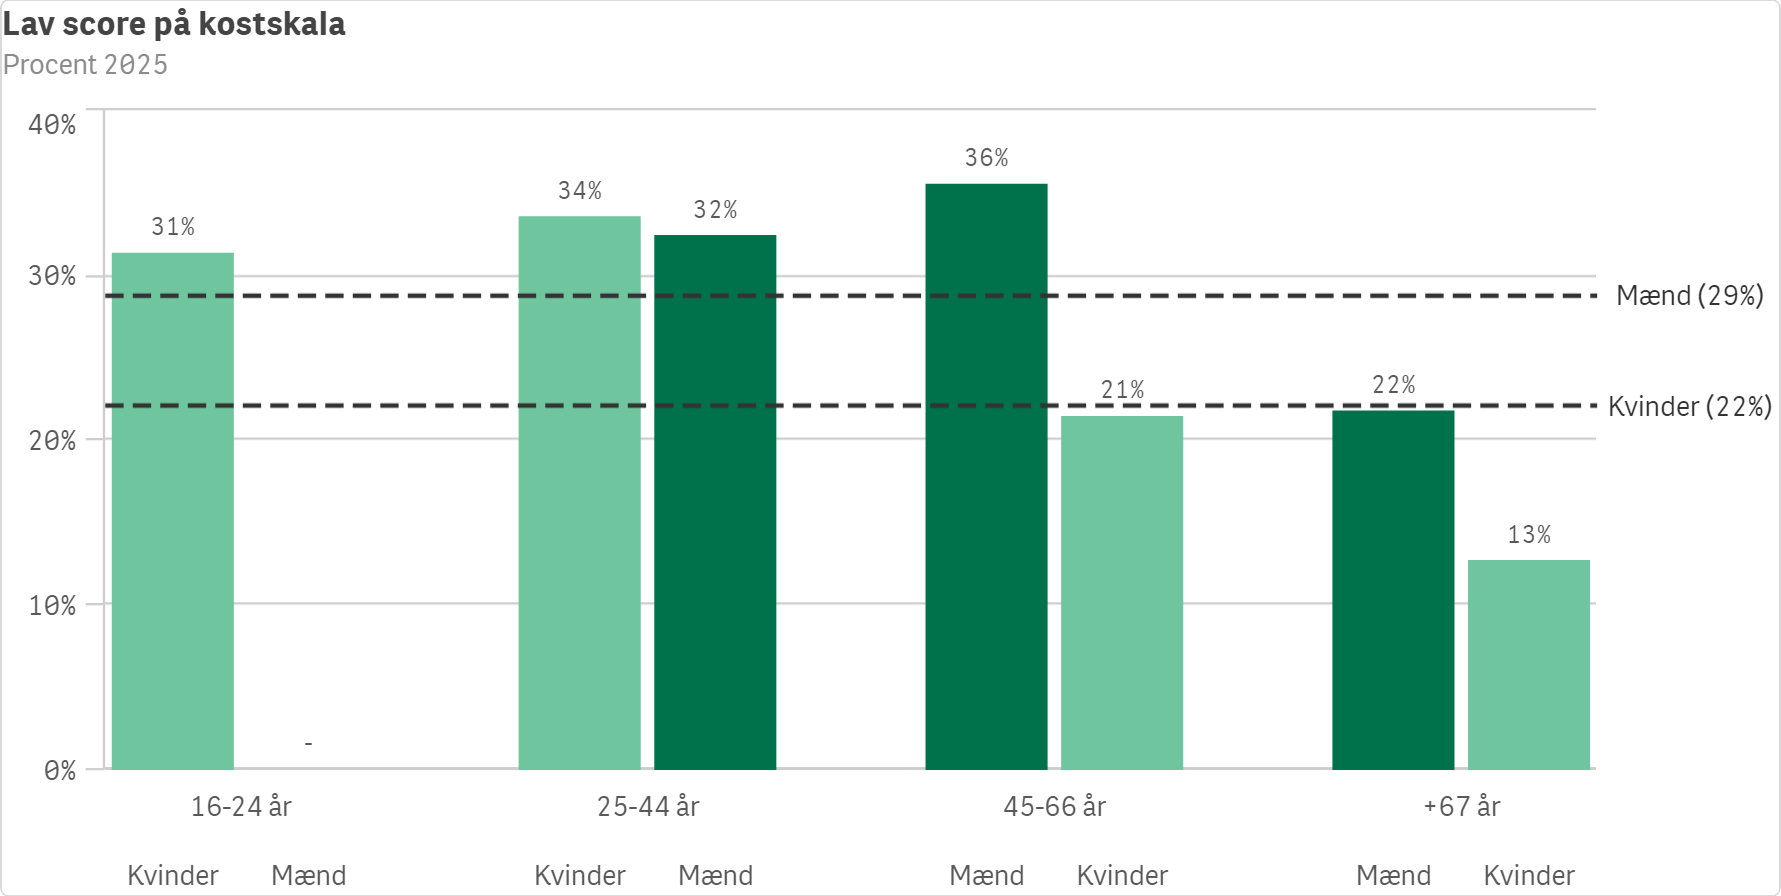 Lav score på kostskala
Procent 2025
40%
30%
20%
10%
0%
31%
-
34%
32%
36%
21%
22%
13%
Mænd (29%)
Kvinder (22%)
16-24 år
25-44 år
45-66 år
+67 år
Kvinder Mænd Kvinder Mænd Mænd Kvinder Mænd Kvinder